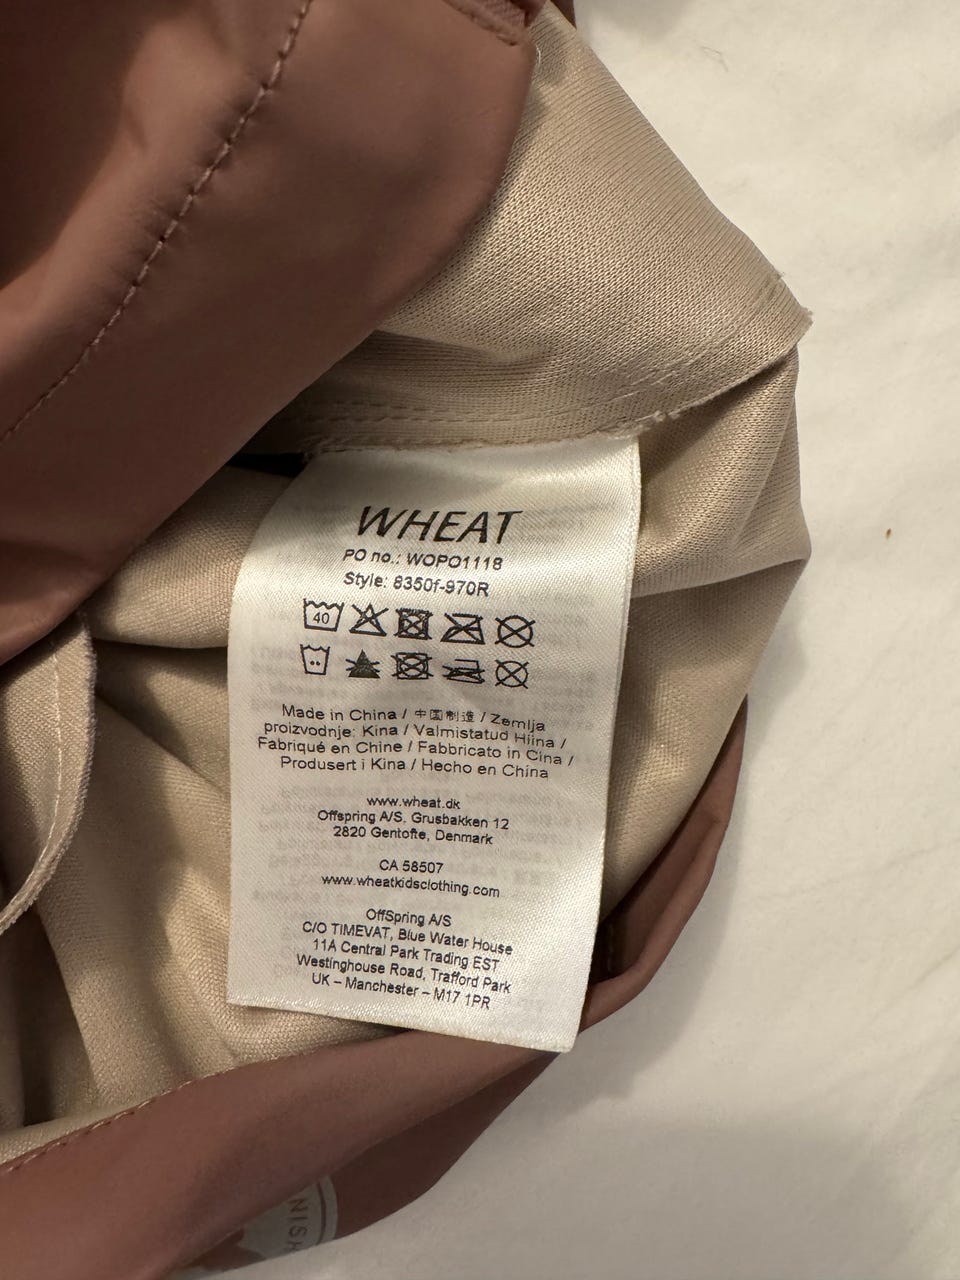 WHEAT
PO no.: WOPO1118
Style: 8350f-970R
40
Made in China / 中国制造 / Zemlja
proizvodnje: Kina / Valmistatud Hiina /
Fabriqué en Chine / Fabbricato in Cina /
Produsert i Kina / Hecho en China
www.wheat.dk
Offspring A/S, Grusbakken 12
2820 Gentofte, Denmark
CA 58507
www.wheatkidsclothing.com
OffSpring A/S
C/O TIMEVAT, Blue Water House
11A Central Park Trading EST
Westinghouse Road, Trafford Park
UK – Manchester – M17 1PR
NISH